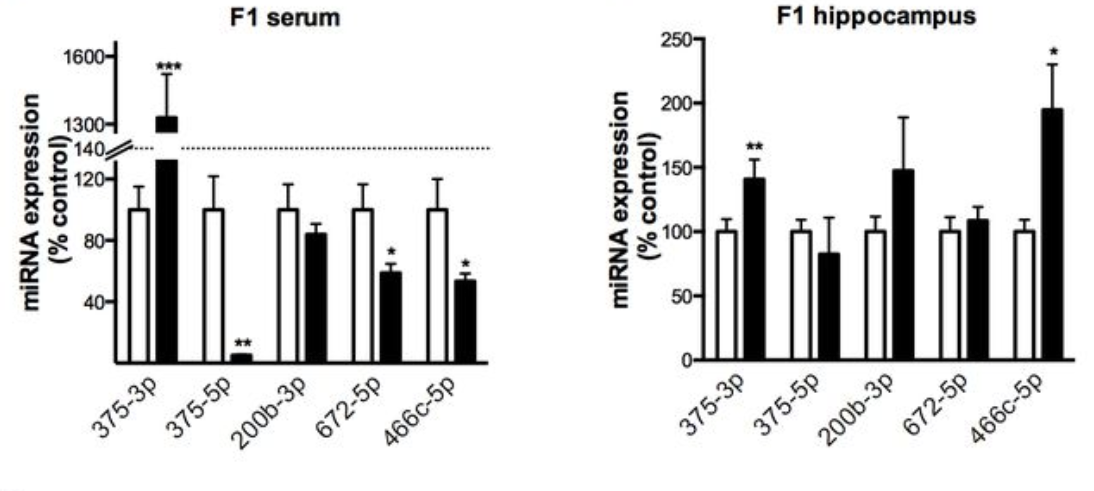 F1 serum
miRNA expression
(% control)
1600
1300
140
120
80
40
***
**
*
*
375-3p
375-5p
200b-3p
672-5p
466c-5p
F1 hippocampus
miRNA expression
(% control)
250
200
150
100
50
0
**
*
375-3p
375-5p
200b-3p
672-5p
466c-5p